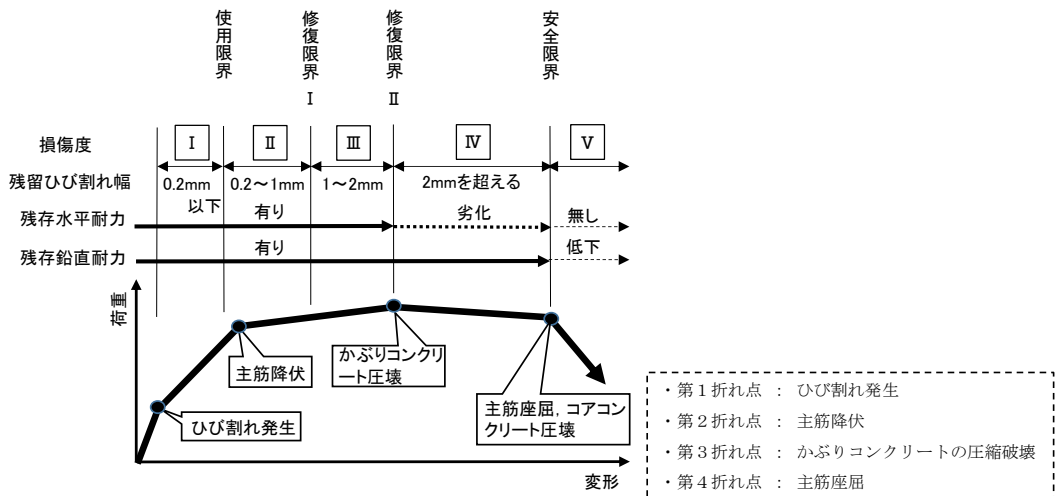 使用限界
修復限界Ⅰ
修復限界Ⅱ
安全限界
損傷度
Ⅰ
Ⅱ
Ⅲ
Ⅳ
Ⅴ
残留ひび割れ幅
0.2mm
以下
0.2～1mm
1～2mm
2mmを超える
残存水平耐力
有り
劣化
無し
残存鉛直耐力
有り
低下
荷重
ひび割れ発生
主筋降伏
かぶりコンクリ
ート圧壊
主筋座屈，コアコン
クリート圧壊
変形
・第１折れ点 ： ひび割れ発生
・第２折れ点 ： 主筋降伏
・第３折れ点 ： かぶりコンクリートの圧縮破壊
・第４折れ点 ： 主筋座屈